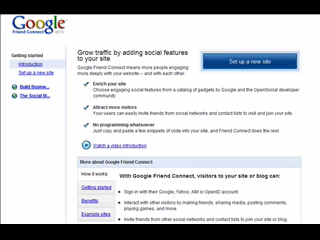 Google
Friend Connect BETA
Getting started
Introduction
Set up a new site
Build Busine...
The Social M...
Grow traffic by adding social features
to your site
Google Friend Connect means more people engaging
more deeply with your website – and with each other.
Set up a new site
Enrich your site
Choose engaging social features from a catalog of gadgets by Google and the OpenSocial developer
community.
Attract more visitors
Your users can easily invite friends from social networks and contact lists to visit and join your site.
No programming whatsoever
Just copy and paste a few snippets of code into your site, and Friend Connect does the rest.
Watch a video introduction
More about Google Friend Connect
How it works
Getting started
Benefits
Example sites
With Google Friend Connect, visitors to your site or blog can:
Sign in with their Google, Yahoo, AIM or OpenID account.
Interact with other visitors by making friends, sharing media, posting comments,
playing games, and more.
Invite friends from other social networks and contact lists to join your site or blog.